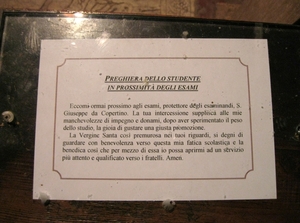 PREGHIERA DELLO STUDENTE
IN PROSSIMITÀ DEGLI ESAMI
Eccomi ormai prossimo agli esami, protettore degli esaminandi, S.
Giuseppe da Copertino. La tua intercessione supplisca alle mie
manchevolezze di impegno e donami, dopo aver sperimentato il peso
dello studio, la gioia di gustare una giusta promozione.
La Vergine Santa così premurosa nei tuoi riguardi, si degni di
guardare con benevolenza verso questa mia fatica scolastica e la
benedica così che per mezzo di essa io possa aprirmi ad un servizio
più attento e qualificato verso i fratelli. Amen